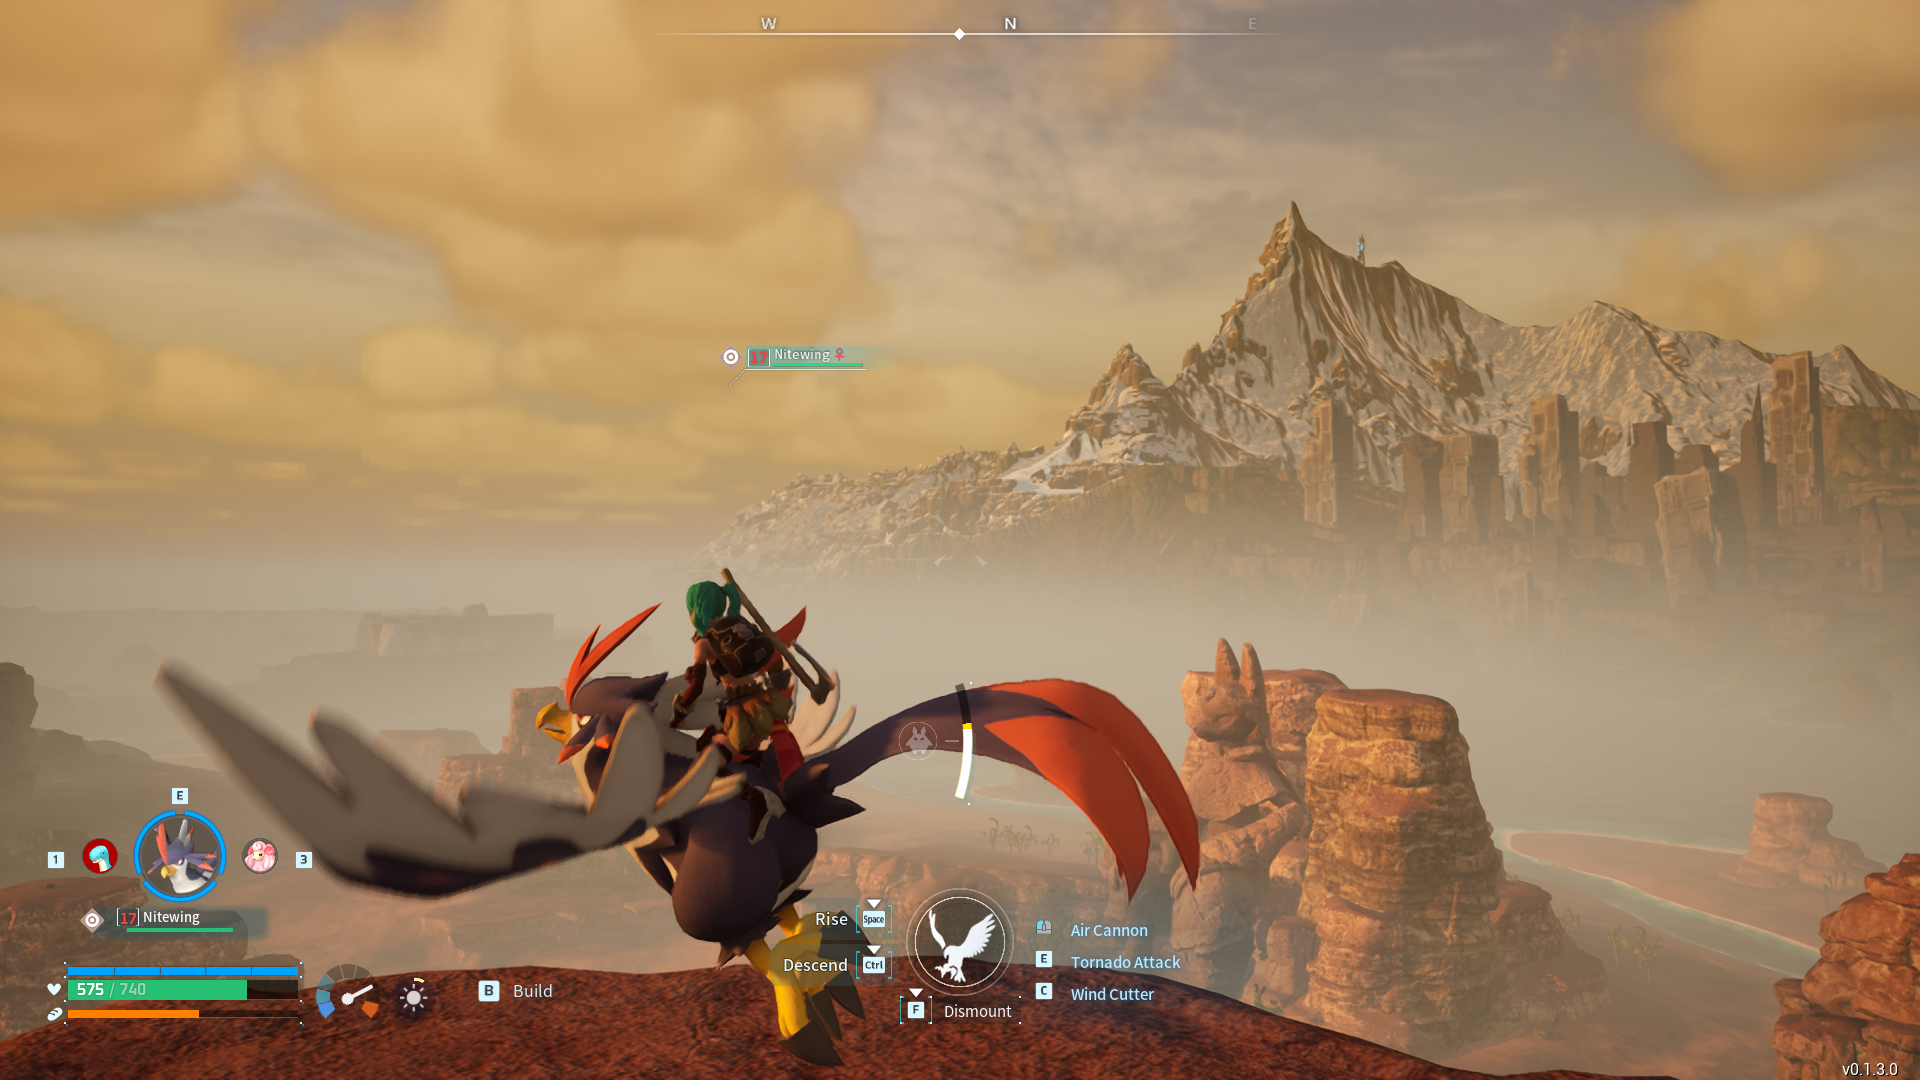 W N E
17 Nitewing
E
1 3
[17] Nitewing
575 / 740
B Build
Rise Space
Descend Ctrl
F Dismount
Air Cannon
E Tornado Attack
C Wind Cutter
v0.1.3.0